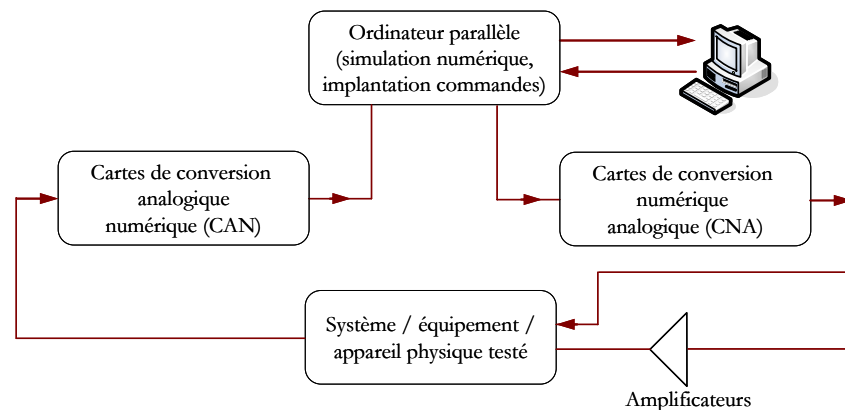 Ordinateur parallèle
(simulation numérique,
implantation commandes)
Cartes de conversion
analogique
numérique (CAN)
Cartes de conversion
numérique
analogique (CNA)
Système / équipement /
appareil physique testé
Amplificateurs